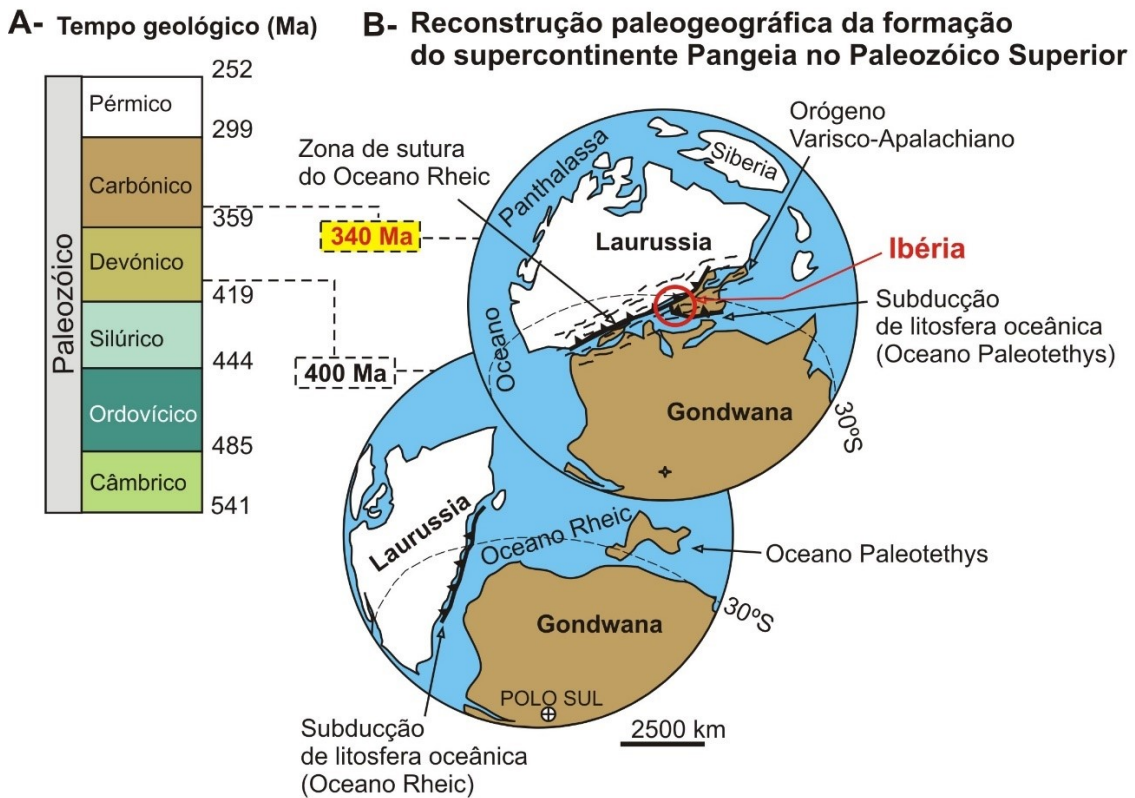 A- Tempo geológico (Ma)
B- Reconstrução paleogeográfica da formação
do supercontinente Pangeia no Paleozóico Superior
252
Pérmico
299
Carbónico
359
Devónico
419
Silúrico
444
Ordovícico
485
Câmbrico
541
Paleozóico
340 Ma
400 Ma
Zona de sutura
do Oceano Rheic
Orógeno
Varisco-Apalachiano
Panthalassa
Siberia
Laurussia
Ibéria
Subducção
de litosfera oceânica
(Oceano Paleotethys)
Oceano
Gondwana
30ºS
Laurussia
Oceano Rheic
Oceano Paleotethys
30ºS
Gondwana
POLO SUL
2500 km
Subducção
de litosfera oceânica
(Oceano Rheic)